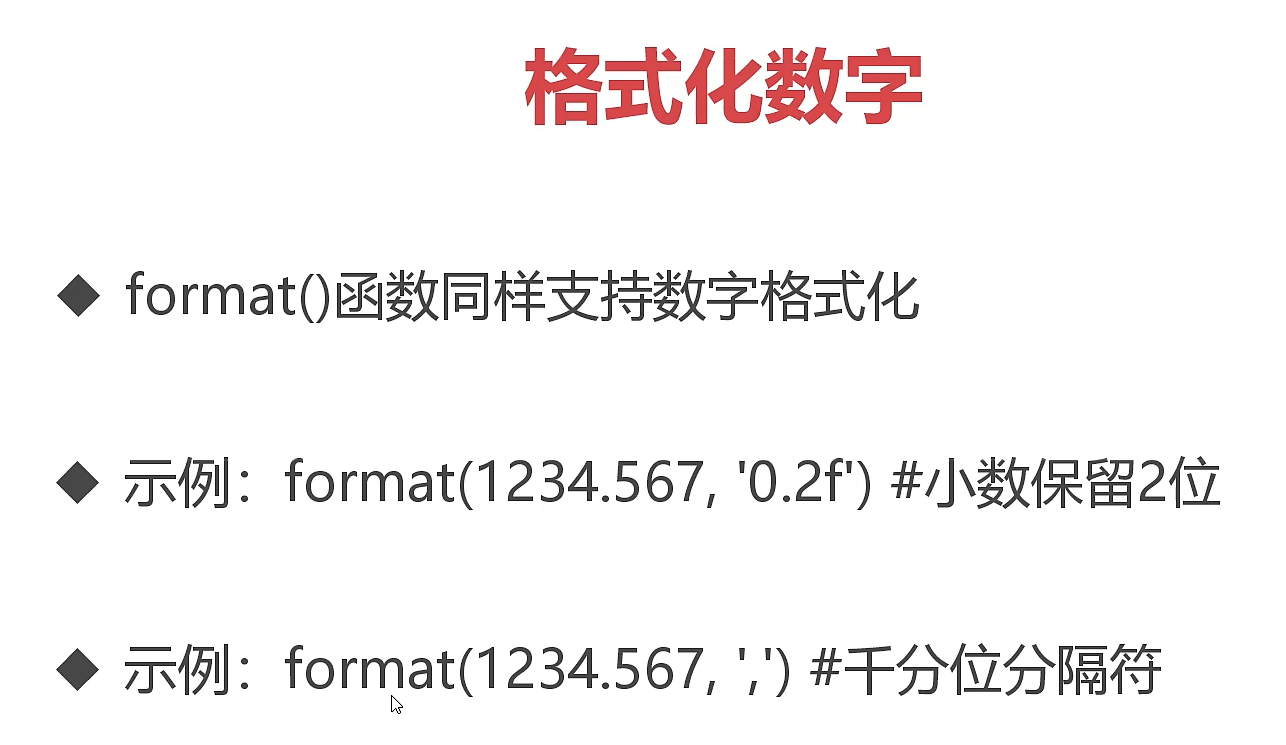 格式化数字
◆ format()函数同样支持数字格式化
◆ 示例：format(1234.567, '0.2f') #小数保留2位
◆ 示例：format(1234.567, ',') #千分位分隔符